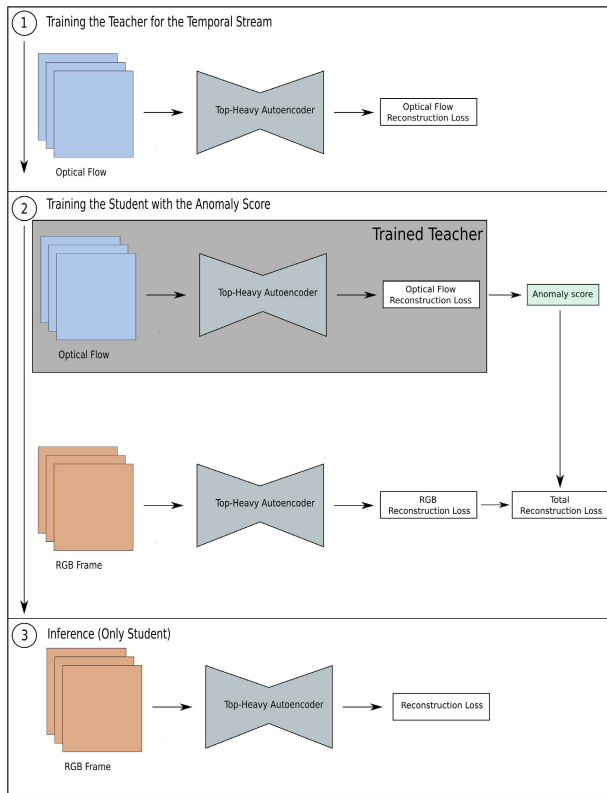 1
Training the Teacher for the Temporal Stream
Top-Heavy Autoencoder
Optical Flow
Reconstruction Loss
Optical Flow
2
Training the Student with the Anomaly Score
Trained Teacher
Top-Heavy Autoencoder
Optical Flow
Reconstruction Loss
Anomaly score
Optical Flow
Top-Heavy Autoencoder
RGB
Reconstruction Loss
Total
Reconstruction Loss
RGB Frame
3
Inference (Only Student)
Top-Heavy Autoencoder
Reconstruction Loss
RGB Frame